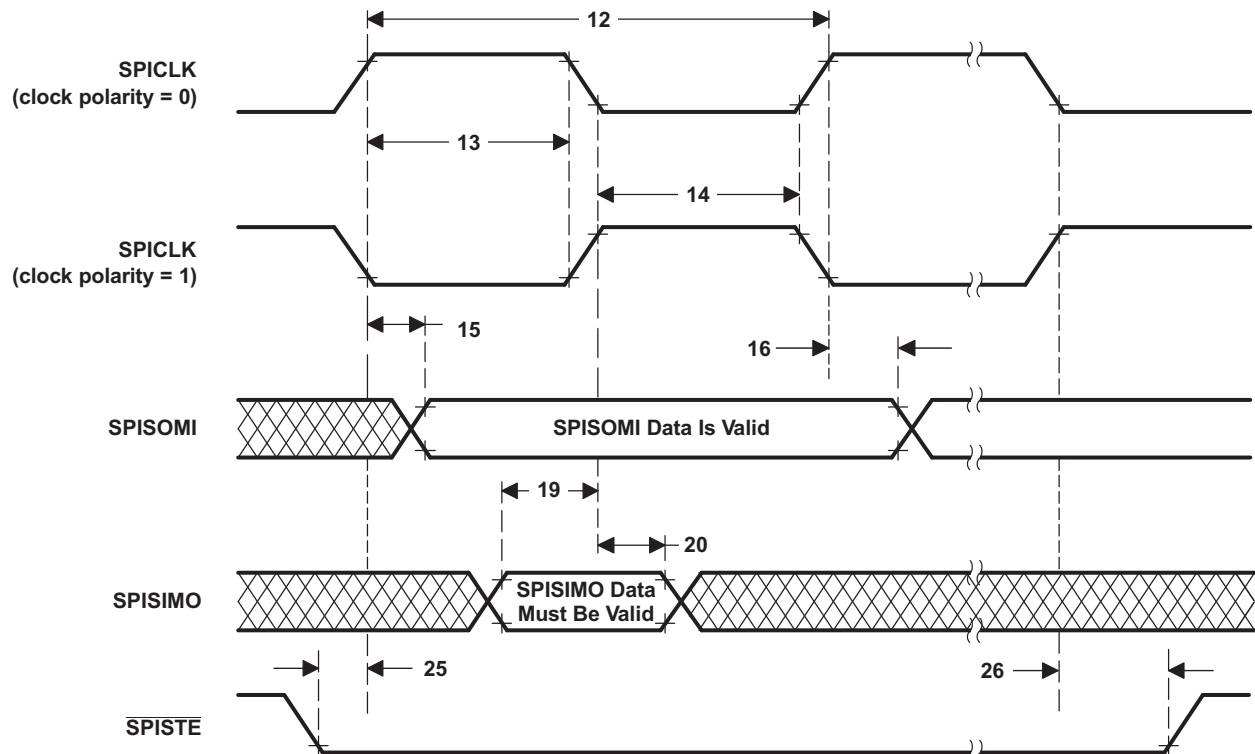 12
SPICLK
(clock polarity = 0)
13
14
SPICLK
(clock polarity = 1)
15
16
SPISOMI
SPISOMI Data Is Valid
19
20
SPISIMO
SPISIMO Data
Must Be Valid
25
26
SPISTE